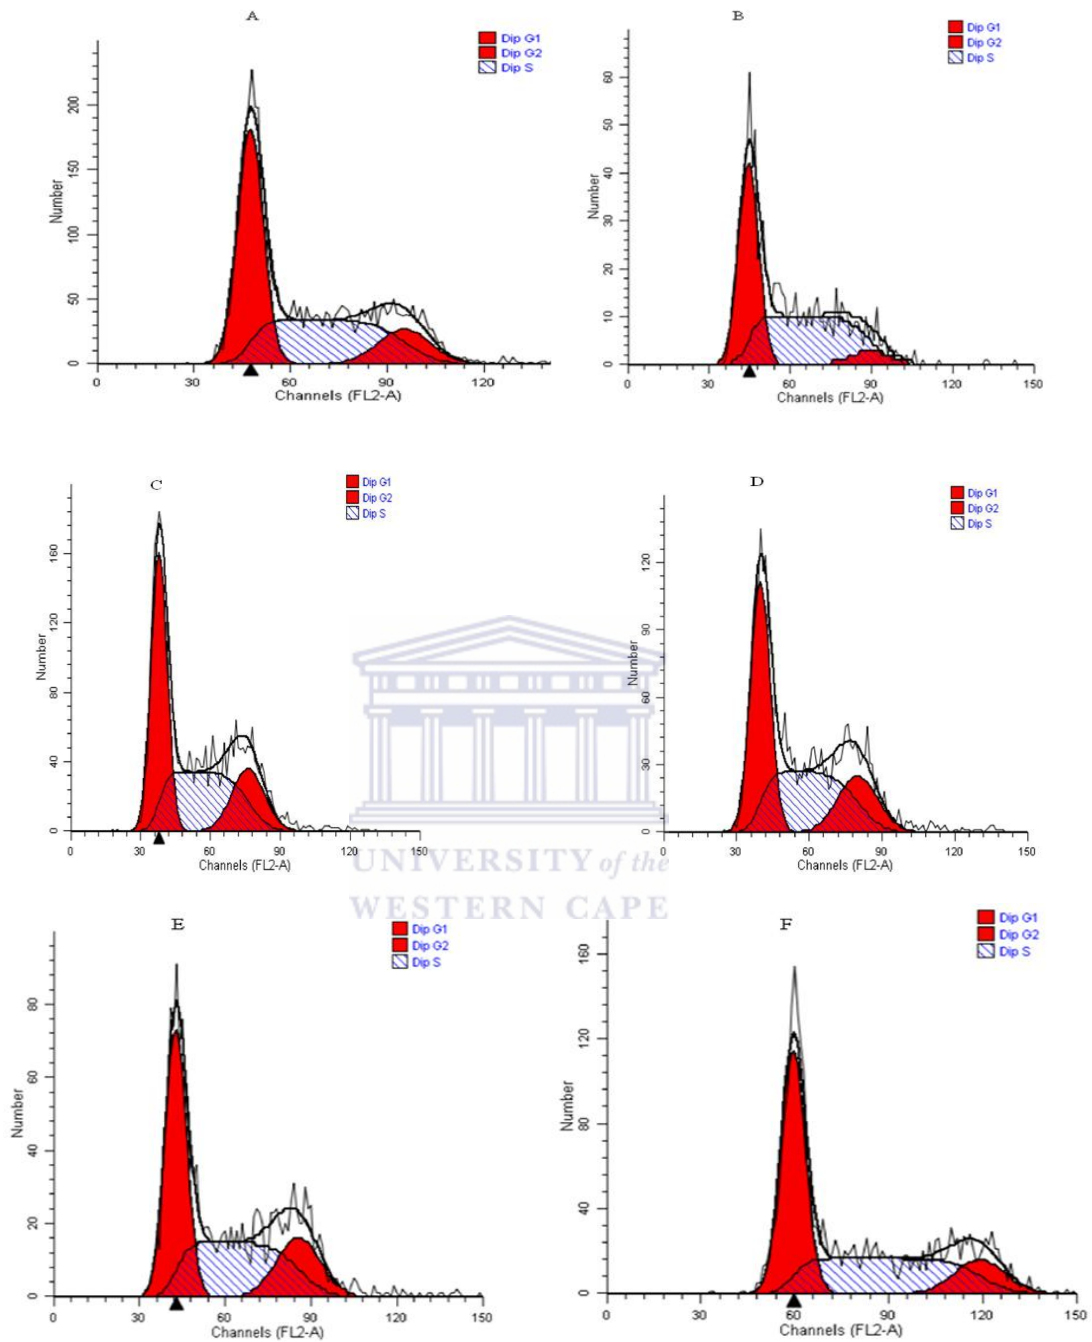 A
Dip G1
Dip G2
Dip S
Number
0
50
100
150
200
0
30
60
90
120
Channels (FL2-A)
B
Dip G1
Dip G2
Dip S
Number
0
10
20
30
40
50
60
0
30
60
90
120
150
Channels (FL2-A)
C
Dip G1
Dip G2
Dip S
Number
0
40
80
120
160
0
30
60
90
120
150
Channels (FL2-A)
D
Dip G1
Dip G2
Dip S
Number
0
30
60
90
120
0
30
60
90
120
150
Channels (FL2-A)
UNIVERSITY of the
WESTERN CAPE
E
Dip G1
Dip G2
Dip S
Number
0
20
40
60
80
0
30
60
90
120
150
Channels (FL2-A)
F
Dip G1
Dip G2
Dip S
Number
0
40
80
120
160
0
30
60
90
120
150
Channels (FL2-A)